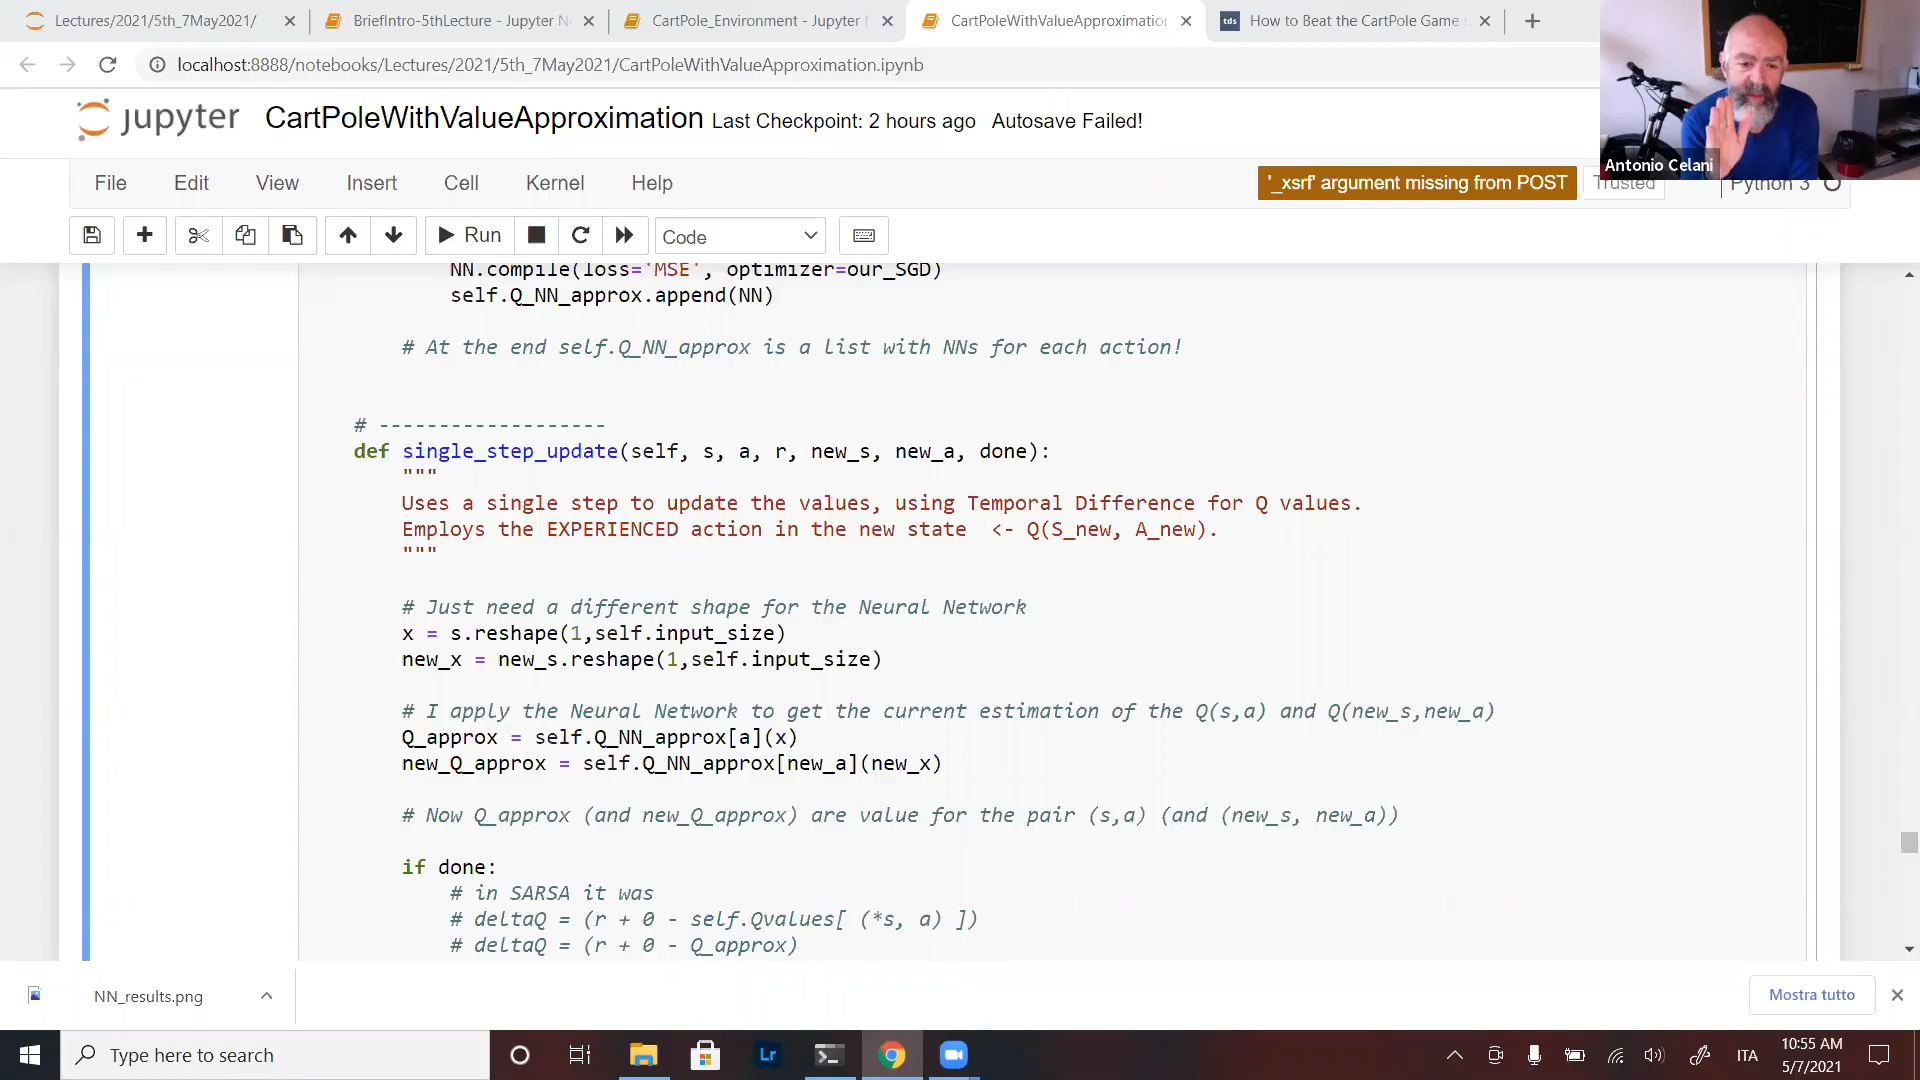 Lectures/2021/5th_7May2021/
BriefIntro-5thLecture - Jupyter N
CartPole_Environment - Jupyter
CartPoleWithValueApproximatio
tds How to Beat the CartPole Game
localhost:8888/notebooks/Lectures/2021/5th_7May2021/CartPoleWithValueApproximation.ipynb
jupyter CartPoleWithValueApproximation Last Checkpoint: 2 hours ago Autosave Failed!
Antonio Celani
File Edit View Insert Cell Kernel Help '_xsrf' argument missing from POST Trusted Python 3
Run Code
NN.compile(loss='MSE', optimizer=our_SGD)
self.Q_NN_approx.append(NN)
# At the end self.Q_NN_approx is a list with NNs for each action!
# -------------------
def single_step_update(self, s, a, r, new_s, new_a, done):
"""
Uses a single step to update the values, using Temporal Difference for Q values.
Employs the EXPERIENCED action in the new state  <- Q(S_new, A_new).
"""
# Just need a different shape for the Neural Network
x = s.reshape(1,self.input_size)
new_x = new_s.reshape(1,self.input_size)
# I apply the Neural Network to get the current estimation of the Q(s,a) and Q(new_s,new_a)
Q_approx = self.Q_NN_approx[a](x)
new_Q_approx = self.Q_NN_approx[new_a](new_x)
# Now Q_approx (and new_Q_approx) are value for the pair (s,a) (and (new_s, new_a))
if done:
# in SARSA it was
# deltaQ = (r + 0 - self.Qvalues[ (*s, a) ])
# deltaQ = (r + 0 - Q_approx)
NN_results.png
Mostra tutto
Type here to search
Lr
ITA
10:55 AM
5/7/2021